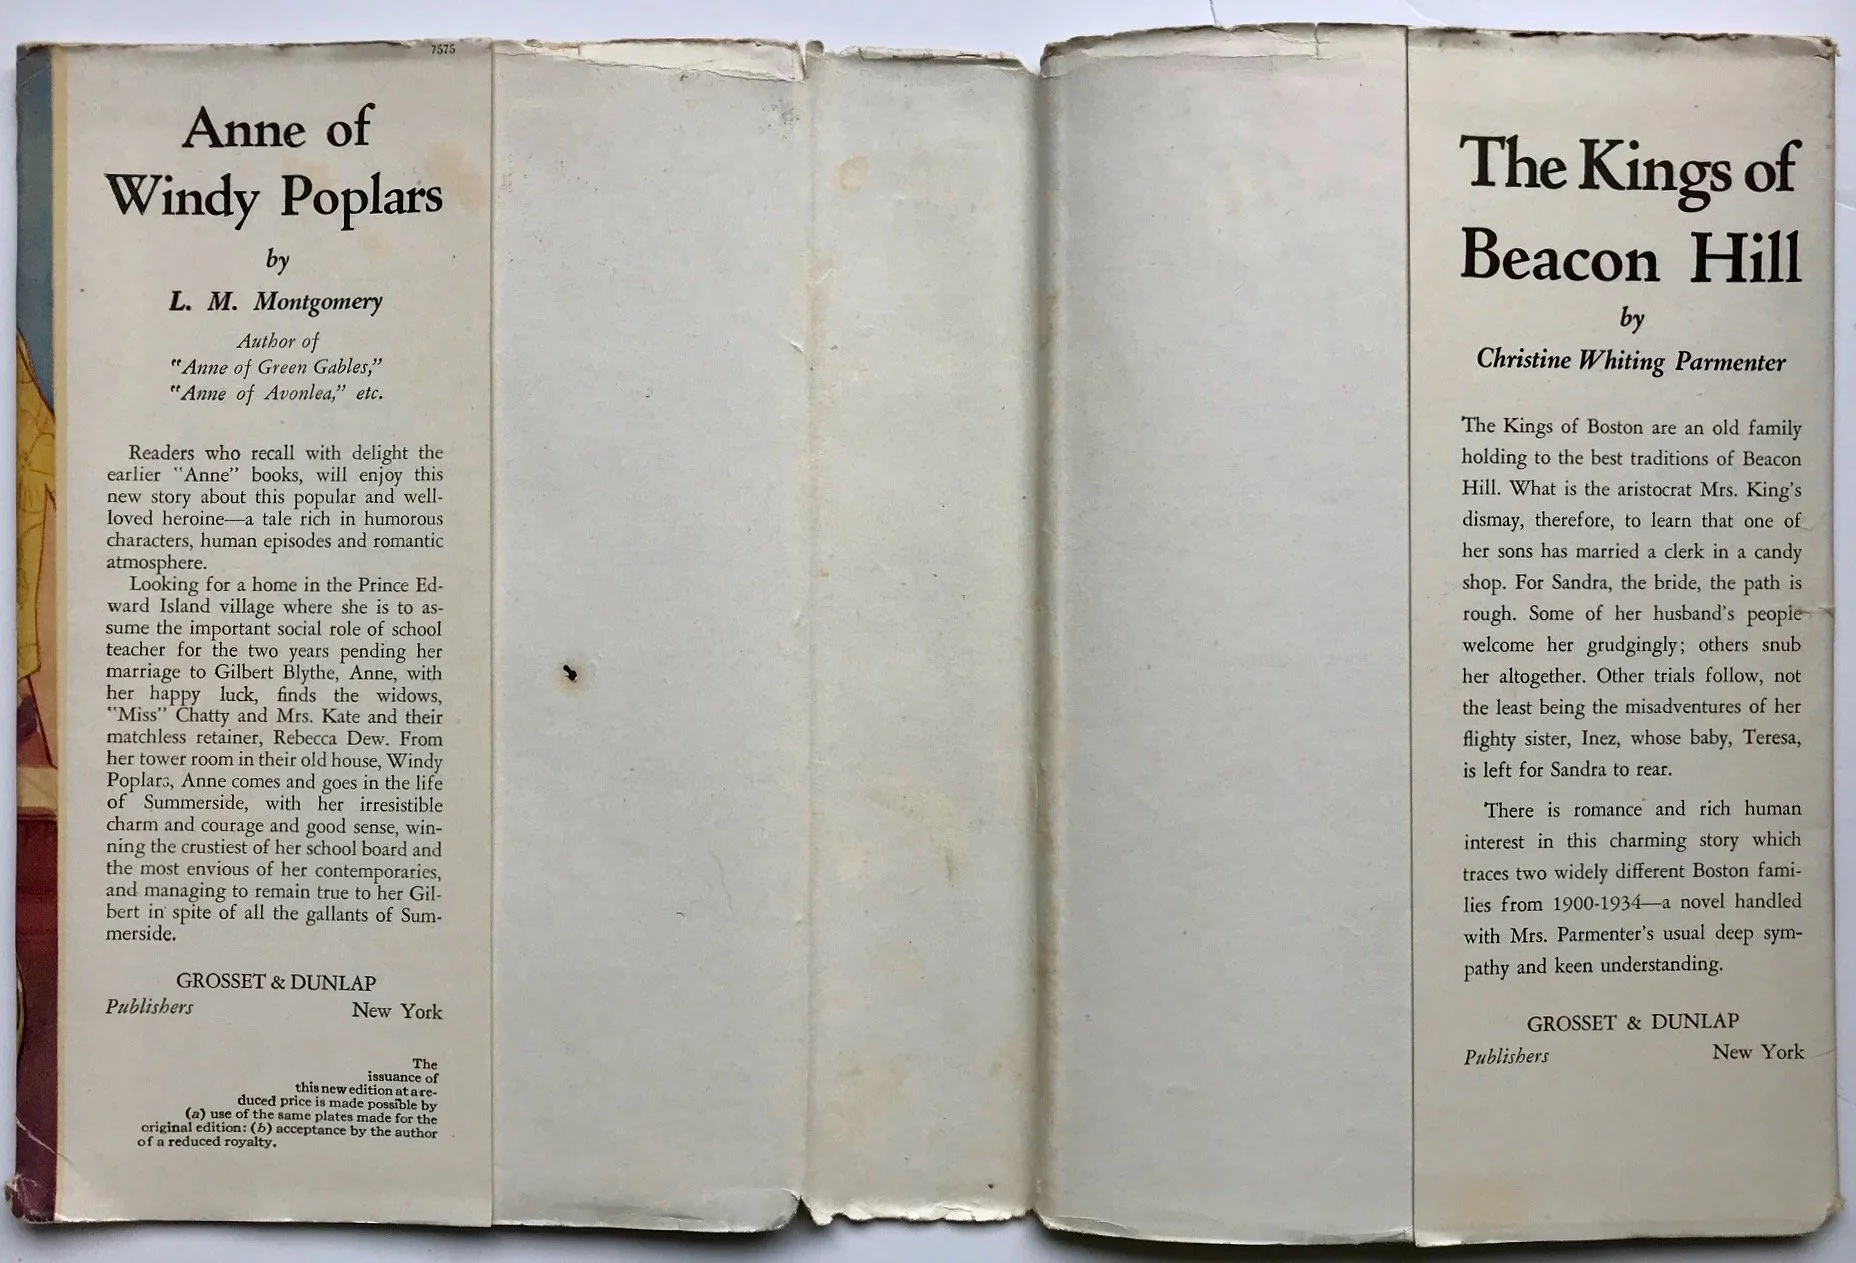 7575
Anne of
Windy Poplars
by
L. M. Montgomery
Author of
"Anne of Green Gables,"
"Anne of Avonlea," etc.
Readers who recall with delight the
earlier "Anne" books, will enjoy this
new story about this popular and well-
loved heroine—a tale rich in humorous
characters, human episodes and romantic
atmosphere.
Looking for a home in the Prince Ed-
ward Island village where she is to as-
sume the important social role of school
teacher for the two years pending her
marriage to Gilbert Blythe, Anne, with
her happy luck, finds the widows,
"Miss" Chatty and Mrs. Kate and their
matchless retainer, Rebecca Dew. From
her tower room in their old house, Windy
Poplars, Anne comes and goes in the life
of Summerside, with her irresistible
charm and courage and good sense, win-
ning the crustiest of her school board and
the most envious of her contemporaries,
and managing to remain true to her Gil-
bert in spite of all the gallants of Sum-
merside.
GROSSET & DUNLAP
Publishers New York
The
issuance of
this new edition at a re-
duced price is made possible by
(a) use of the same plates made for the
original edition: (b) acceptance by the author
of a reduced royalty.
The Kings of
Beacon Hill
by
Christine Whiting Parmenter
The Kings of Boston are an old family
holding to the best traditions of Beacon
Hill. What is the aristocrat Mrs. King's
dismay, therefore, to learn that one of
her sons has married a clerk in a candy
shop. For Sandra, the bride, the path is
rough. Some of her husband's people
welcome her grudgingly; others snub
her altogether. Other trials follow, not
the least being the misadventures of her
flighty sister, Inez, whose baby, Teresa,
is left for Sandra to rear.
There is romance and rich human
interest in this charming story which
traces two widely different Boston fami-
lies from 1900-1934—a novel handled
with Mrs. Parmenter's usual deep sym-
pathy and keen understanding.
GROSSET & DUNLAP
Publishers New York